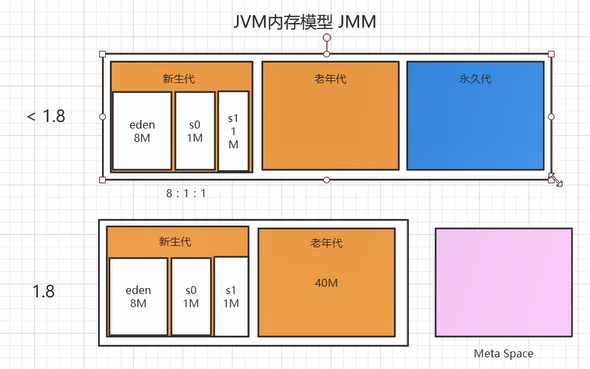 JVM内存模型 JMM
< 1.8
新生代
eden
8M
s0
1M
s1
1
M
老年代
永久代
8 : 1 : 1
1.8
新生代
eden
8M
s0
1M
s1
1M
老年代
40M
Meta Space